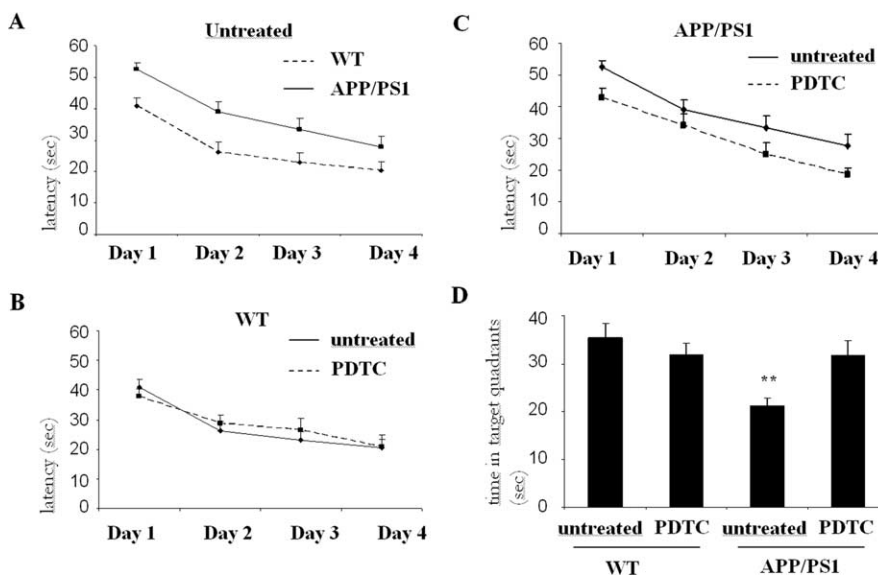 A
Untreated
WT
APP/PS1
latency (sec)
60
50
40
30
20
10
0
Day 1 Day 2 Day 3 Day 4
B
WT
untreated
PDTC
latency (sec)
60
50
40
30
20
10
0
Day 1 Day 2 Day 3 Day 4
C
APP/PS1
untreated
PDTC
latency (sec)
60
50
40
30
20
10
0
Day 1 Day 2 Day 3 Day 4
D
time in target quadrants
(sec)
40
30
20
10
0
**
untreated PDTC untreated PDTC
WT APP/PS1